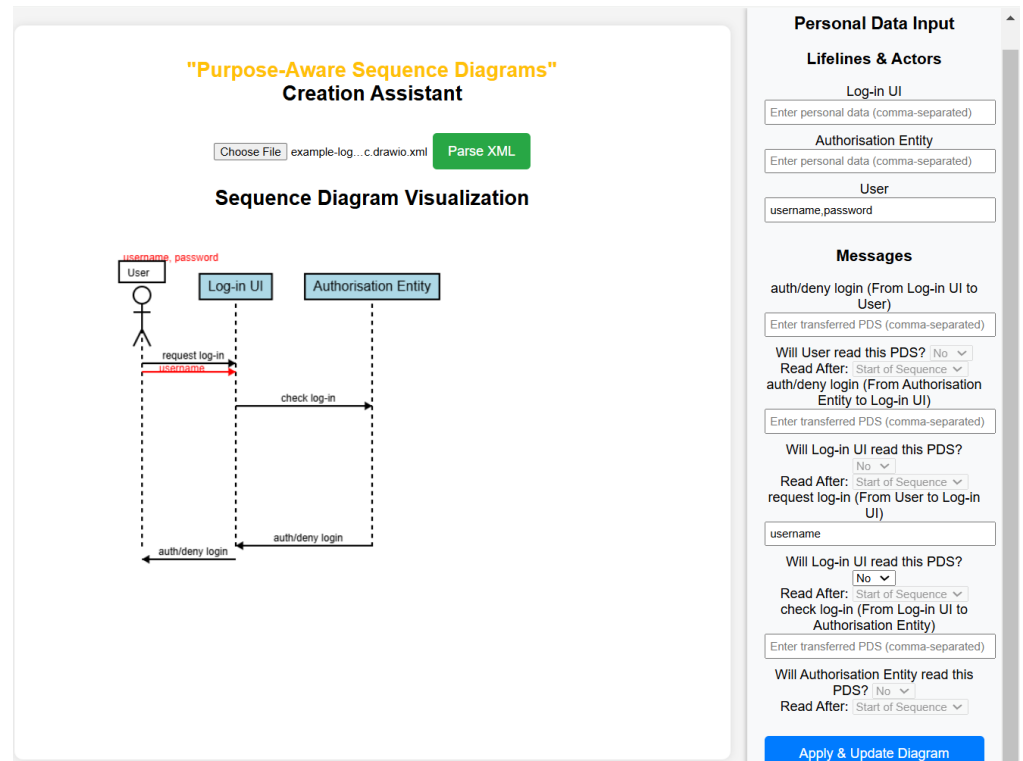 "Purpose-Aware Sequence Diagrams"
Creation Assistant
Choose File example-log...c.drawio.xml Parse XML
Sequence Diagram Visualization
username, password
User
Log-in UI
Authorisation Entity
request log-in
username
check log-in
auth/deny login
auth/deny login
Personal Data Input
Lifelines & Actors
Log-in UI
Enter personal data (comma-separated)
Authorisation Entity
Enter personal data (comma-separated)
User
username,password
Messages
auth/deny login (From Log-in UI to
User)
Enter transferred PDS (comma-separated)
Will User read this PDS? No
Read After: Start of Sequence
auth/deny login (From Authorisation
Entity to Log-in UI)
Enter transferred PDS (comma-separated)
Will Log-in UI read this PDS?
No
Read After: Start of Sequence
request log-in (From User to Log-in
UI)
username
Will Log-in UI read this PDS?
No
Read After: Start of Sequence
check log-in (From Log-in UI to
Authorisation Entity)
Enter transferred PDS (comma-separated)
Will Authorisation Entity read this
PDS? No
Read After: Start of Sequence
Apply & Update Diagram